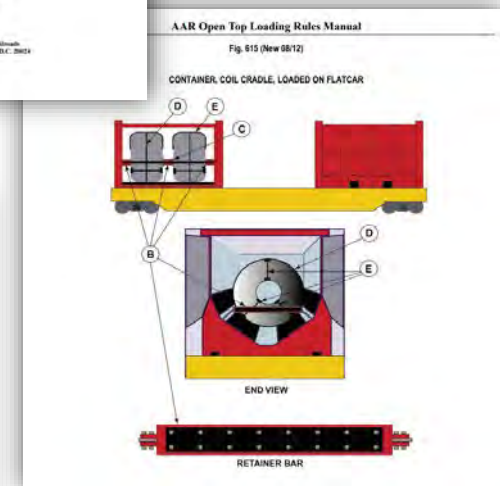 AAR Open Top Loading Rules Manual
Fig. 615 (New 08/12)
CONTAINER, COIL CRADLE, LOADED ON FLATCAR
D
E
C
B
D
E
END VIEW
RETAINER BAR